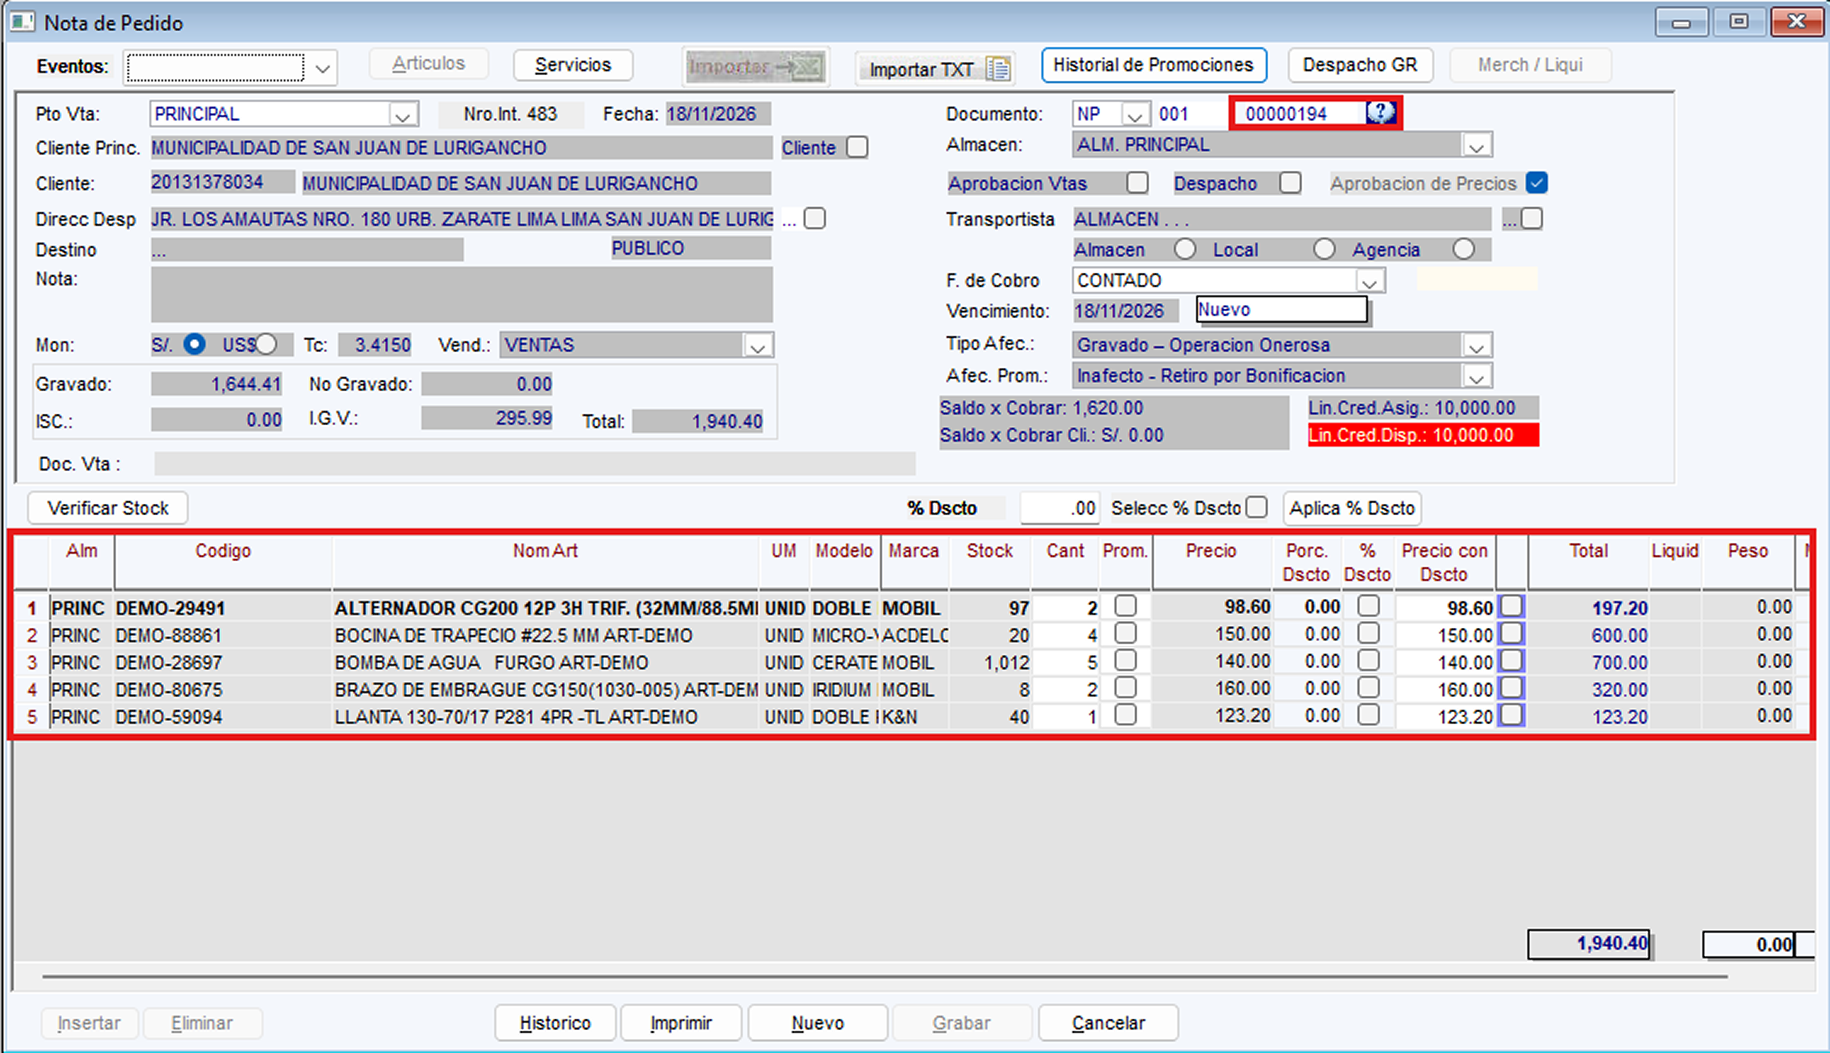 Nota de Pedido
Eventos: Articulos Servicios Importar Importar TXT Historial de Promociones Despacho GR Merch / Liqui
Pto Vta: PRINCIPAL Nro.Int. 483 Fecha: 18/11/2026 Documento: NP 001 00000194
Cliente Princ. MUNICIPALIDAD DE SAN JUAN DE LURIGANCHO Cliente Almacen: ALM. PRINCIPAL
Cliente: 20131378034 MUNICIPALIDAD DE SAN JUAN DE LURIGANCHO Aprobacion Vtas Despacho Aprobacion de Precios
Direcc Desp JR. LOS AMAUTAS NRO. 180 URB. ZARATE LIMA LIMA SAN JUAN DE LURIG ... Transportista ALMACEN . . . ...
Destino ... PUBLICO Almacen Local Agencia
Nota: F. de Cobro CONTADO
Vencimiento: 18/11/2026 Nuevo
Mon: S/. US$ Tc: 3.4150 Vend.: VENTAS Tipo Afec.: Gravado – Operacion Onerosa
Gravado: 1,644.41 No Gravado: 0.00 Afec. Prom.: Inafecto - Retiro por Bonificacion
ISC.: 0.00 I.G.V.: 295.99 Total: 1,940.40 Saldo x Cobrar: 1,620.00 Lin.Cred.Asig.: 10,000.00
Saldo x Cobrar Cli.: S/. 0.00 Lin.Cred.Disp.: 10,000.00
Doc. Vta :
Verificar Stock % Dscto .00 Selecc % Dscto Aplica % Dscto
Alm Codigo Nom Art UM Modelo Marca Stock Cant Prom. Precio Porc. Dscto % Dscto Precio con Dscto Total Liquid Peso
1 PRINC DEMO-29491 ALTERNADOR CG200 12P 3H TRIF. (32MM/88.5MI UNID DOBLE MOBIL 97 2 98.60 0.00 98.60 197.20 0.00
2 PRINC DEMO-88861 BOCINA DE TRAPECIO #22.5 MM ART-DEMO UNID MICRO-V ACDELC 20 4 150.00 0.00 150.00 600.00 0.00
3 PRINC DEMO-28697 BOMBA DE AGUA FURGO ART-DEMO UNID CERATE MOBIL 1,012 5 140.00 0.00 140.00 700.00 0.00
4 PRINC DEMO-80675 BRAZO DE EMBRAGUE CG150(1030-005) ART-DEM UNID IRIDIUM MOBIL 8 2 160.00 0.00 160.00 320.00 0.00
5 PRINC DEMO-59094 LLANTA 130-70/17 P281 4PR -TL ART-DEMO UNID DOBLE K&N 40 1 123.20 0.00 123.20 123.20 0.00
1,940.40 0.00
Insertar Eliminar Historico Imprimir Nuevo Grabar Cancelar